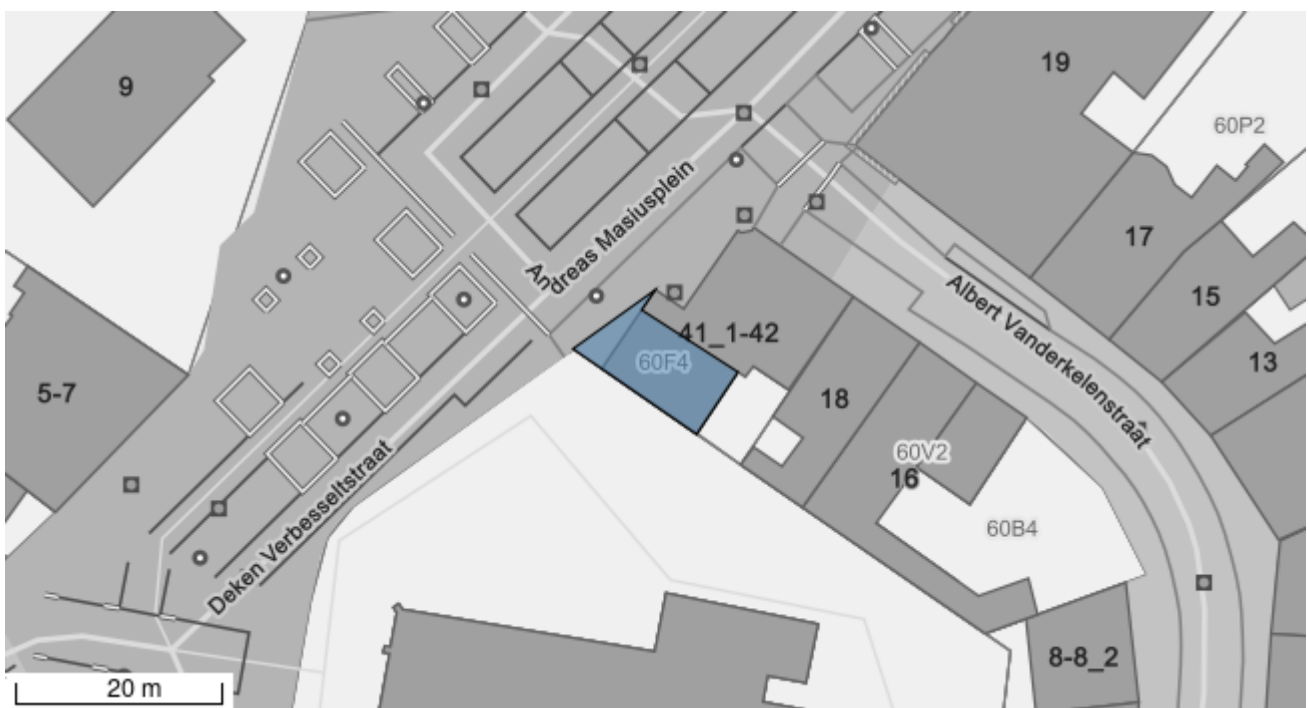 9
19
60P2
Andreas Masiusplein
17
15
Albert Vanderkelenstraat
13
41_1-42
60F4
5-7
18
60V2
16
60B4
Deken Verbesseltstraat
8-8_2
20 m